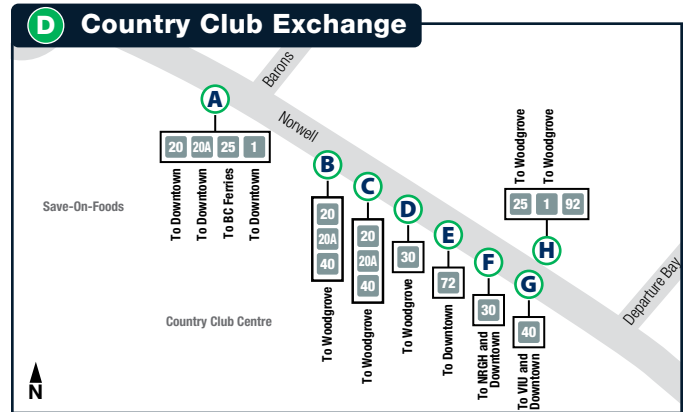 D Country Club Exchange
Barons
Norwell
Departure Bay
Save-On-Foods
Country Club Centre
A
20 20A 25 1
To Downtown
To Downtown
To BC Ferries
To Downtown
B
20
20A
40
To Woodgrove
C
20
20A
40
To Woodgrove
D
30
To Woodgrove
E
72
To Downtown
F
30
To NRGH and
Downtown
G
40
To VIU and
Downtown
To Woodgrove
To Woodgrove
25 1 92
H
N